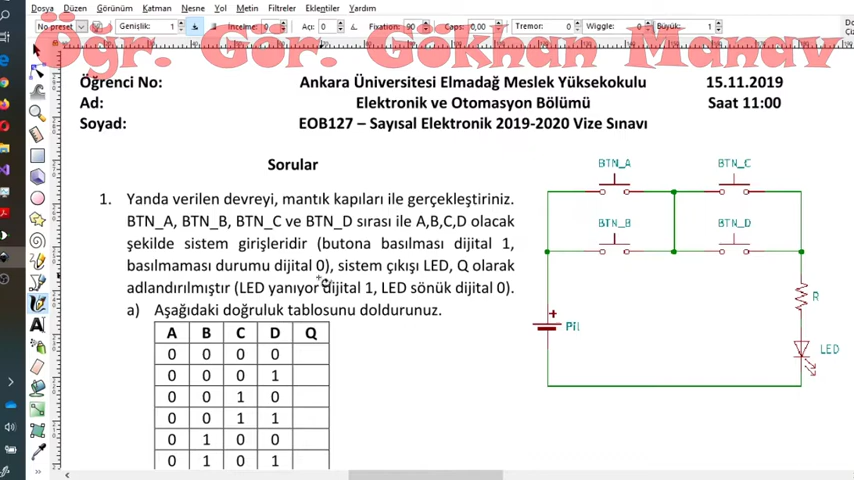 Dosya Düzen Görünüm Katman Nesne Yol Metin Filtreler Eklentiler Yardım
No preset Genişlik: 1 İncelme: 0 Açı: 0 Fixation: 90 Caps: 0,00 Tremor: 0 Wiggle: 0 Büyük: 1
Öğr. Gör. Gökhan Manav
Öğrenci No: Ankara Üniversitesi Elmadağ Meslek Yüksekokulu 15.11.2019
Ad: Elektronik ve Otomasyon Bölümü Saat 11:00
Soyad: EOB127 – Sayısal Elektronik 2019-2020 Vize Sınavı
Sorular
1. Yanda verilen devreyi, mantık kapıları ile gerçekleştiriniz.
BTN_A, BTN_B, BTN_C ve BTN_D sırası ile A,B,C,D olacak
şekilde sistem girişleridir (butona basılması dijital 1,
basılmaması durumu dijital 0), sistem çıkışı LED, Q olarak
adlandırılmıştır (LED yanıyor dijital 1, LED sönük dijital 0).
a) Aşağıdaki doğruluk tablosunu doldurunuz.
A B C D Q
0 0 0 0
0 0 0 1
0 0 1 0
0 0 1 1
0 1 0 0
0 1 0 1
BTN_A BTN_C
BTN_B BTN_D
R
+
Pil
LED